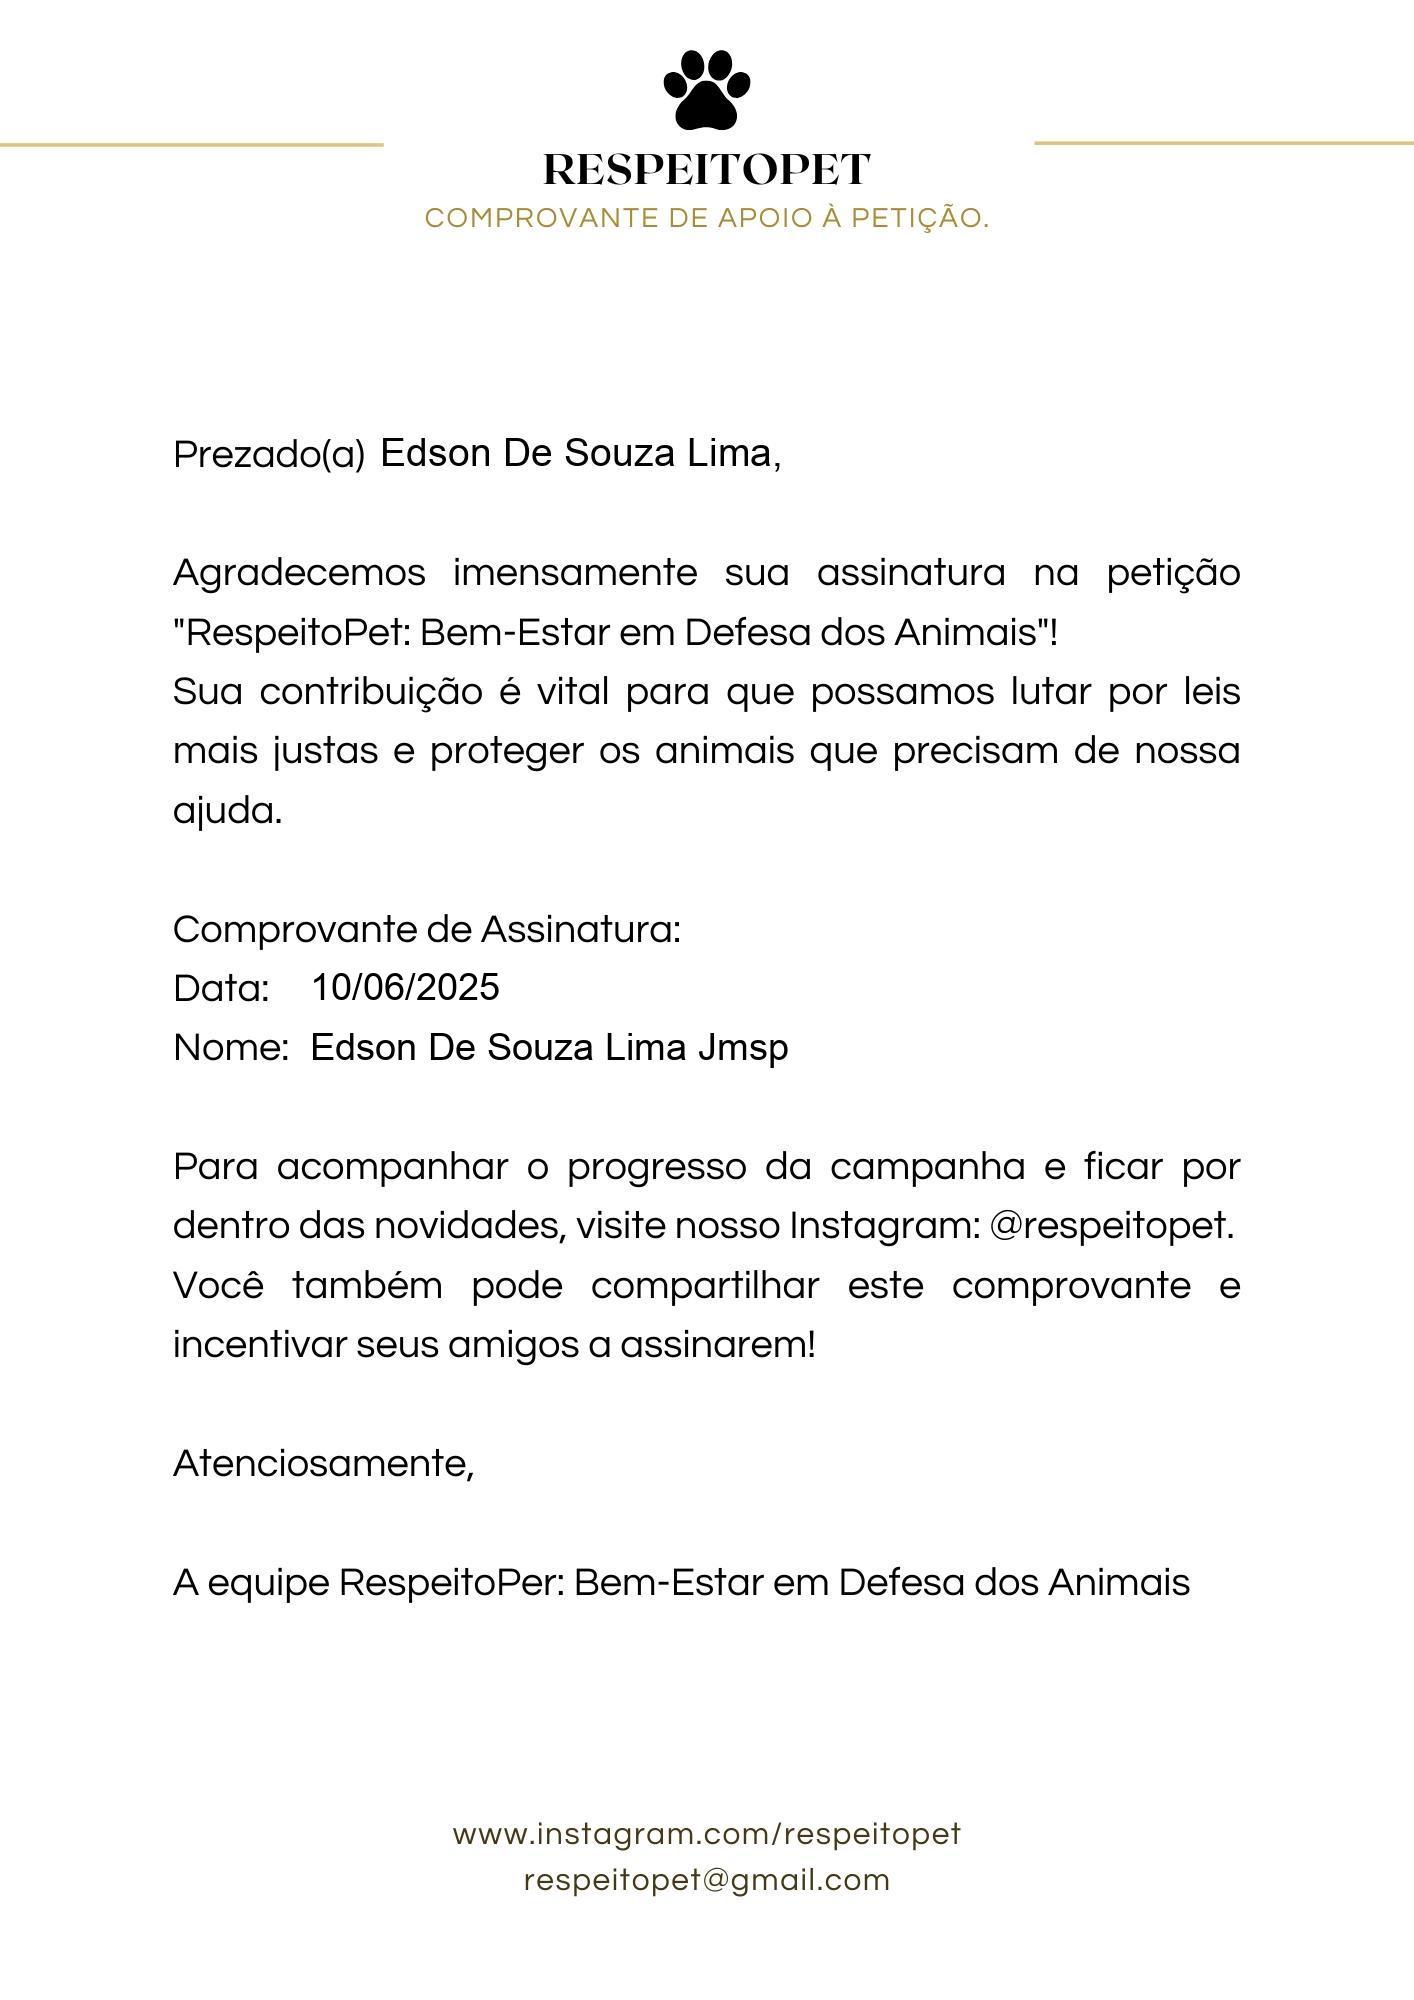 RESPEITOPET
COMPROVANTE DE APOIO À PETIÇÃO.
Prezado(a) Edson De Souza Lima,
Agradecemos imensamente sua assinatura na petição
"RespeitoPet: Bem-Estar em Defesa dos Animais"!
Sua contribuição é vital para que possamos lutar por leis
mais justas e proteger os animais que precisam de nossa
ajuda.
Comprovante de Assinatura:
Data: 10/06/2025
Nome: Edson De Souza Lima Jmsp
Para acompanhar o progresso da campanha e ficar por
dentro das novidades, visite nosso Instagram: @respeitopet.
Você também pode compartilhar este comprovante e
incentivar seus amigos a assinarem!
Atenciosamente,
A equipe RespeitoPer: Bem-Estar em Defesa dos Animais
www.instagram.com/respeitopet
respeitopet@gmail.com